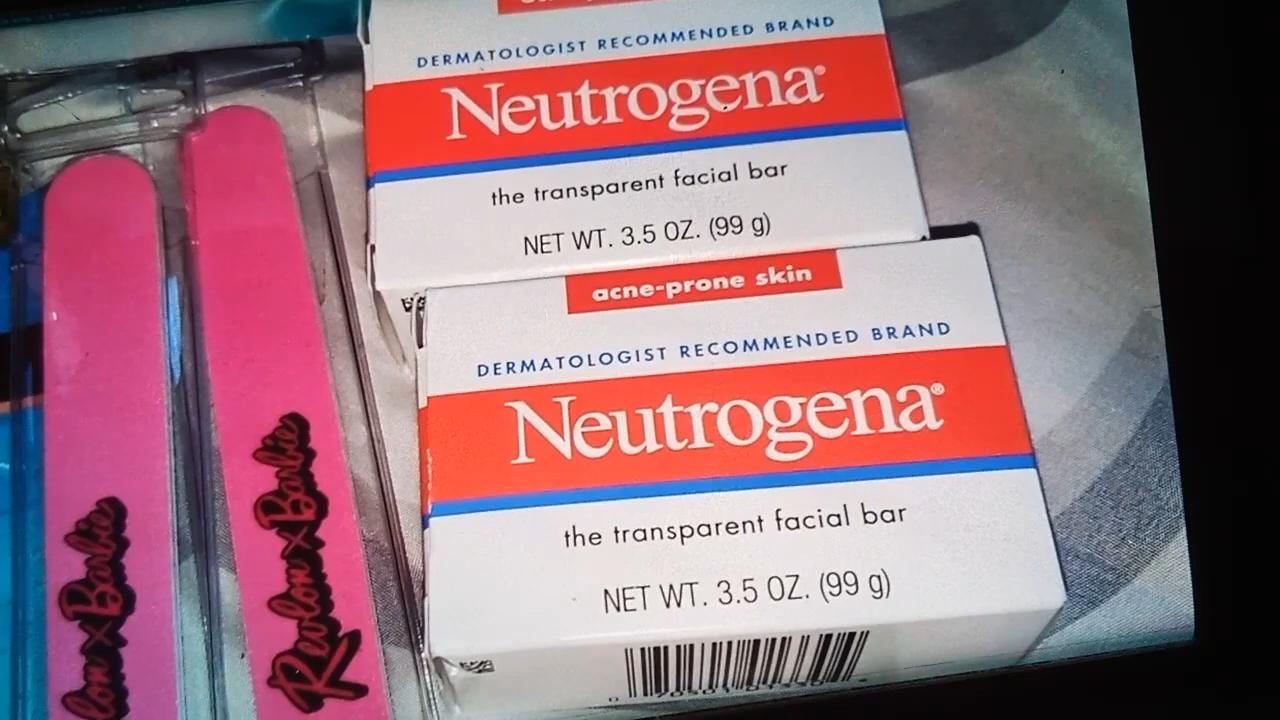 DERMATOLOGIST RECOMMENDED BRAND
Neutrogena®
the transparent facial bar
NET WT. 3.5 OZ. (99 g)
acne-prone skin
DERMATOLOGIST RECOMMENDED BRAND
Neutrogena®
the transparent facial bar
NET WT. 3.5 OZ. (99 g)
lon x Barbie
Revlon x Barbie